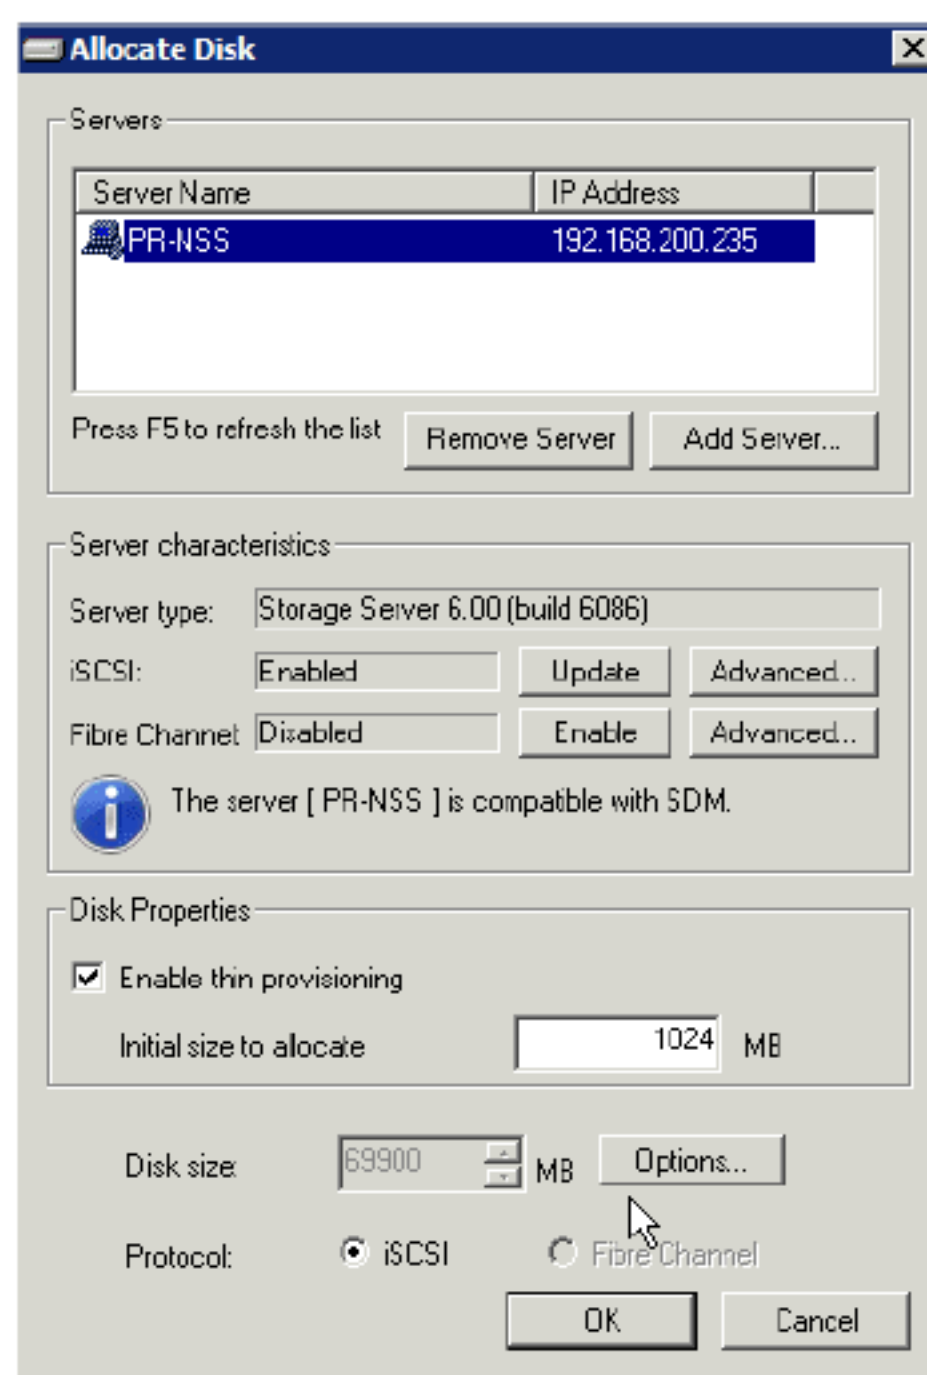 Allocate Disk
Servers
Server Name IP Address
PR-NSS 192.168.200.235
Press F5 to refresh the list Remove Server Add Server...
Server characteristics
Server type: Storage Server 6.00 (build 6086)
iSCSI: Enabled Update Advanced...
Fibre Channel: Disabled Enable Advanced...
The server [ PR-NSS ] is compatible with SDM.
Disk Properties
Enable thin provisioning
Initial size to allocate 1024 MB
Disk size: 69900 MB Options...
Protocol: iSCSI Fibre Channel
OK Cancel